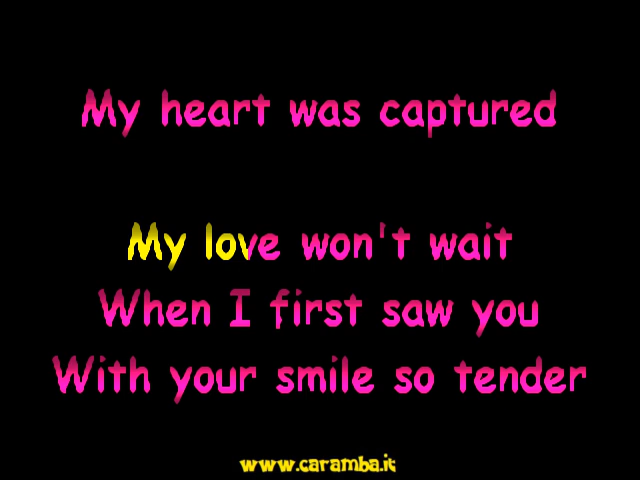 My heart was captured
My love won't wait
When I first saw you
With your smile so tender
www.caramba.it